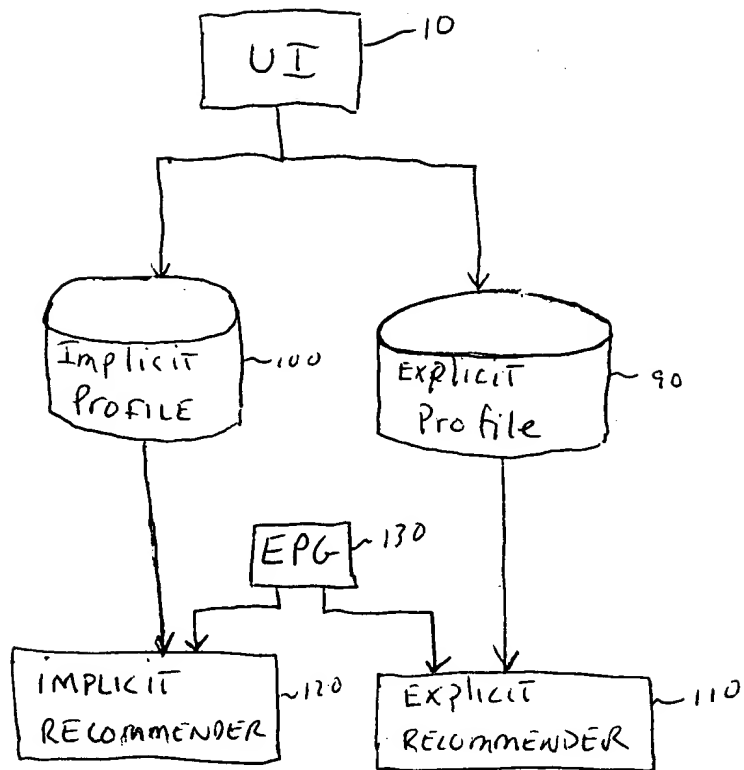 UI
10
Implicit
Profile
100
Explicit
Profile
90
EPG
130
IMPLICIT
RECOMMENDER
120
EXPLICIT
RECOMMENDER
110